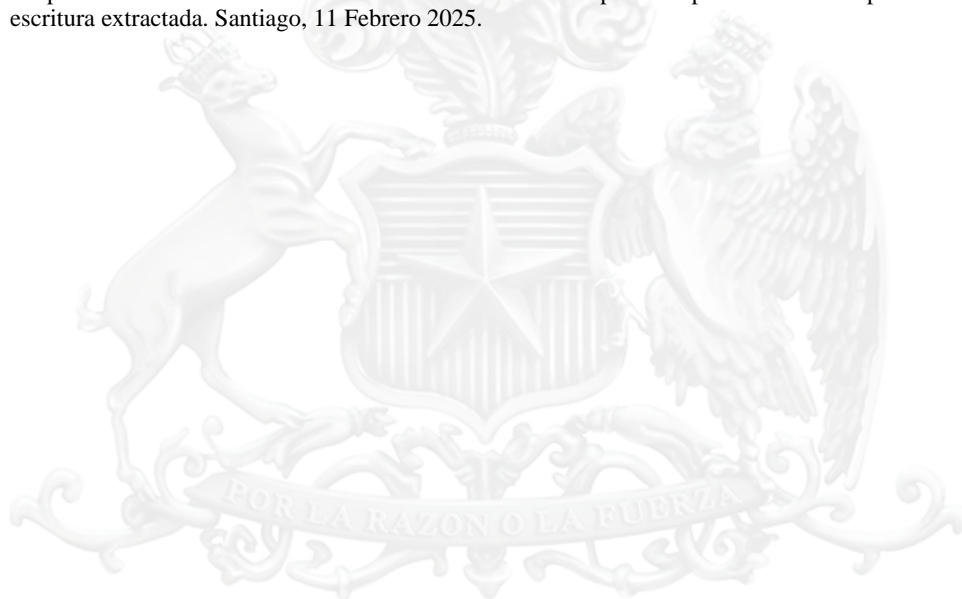 escritura extractada. Santiago, 11 Febrero 2025.
POR LA RAZON O LA FUERZA